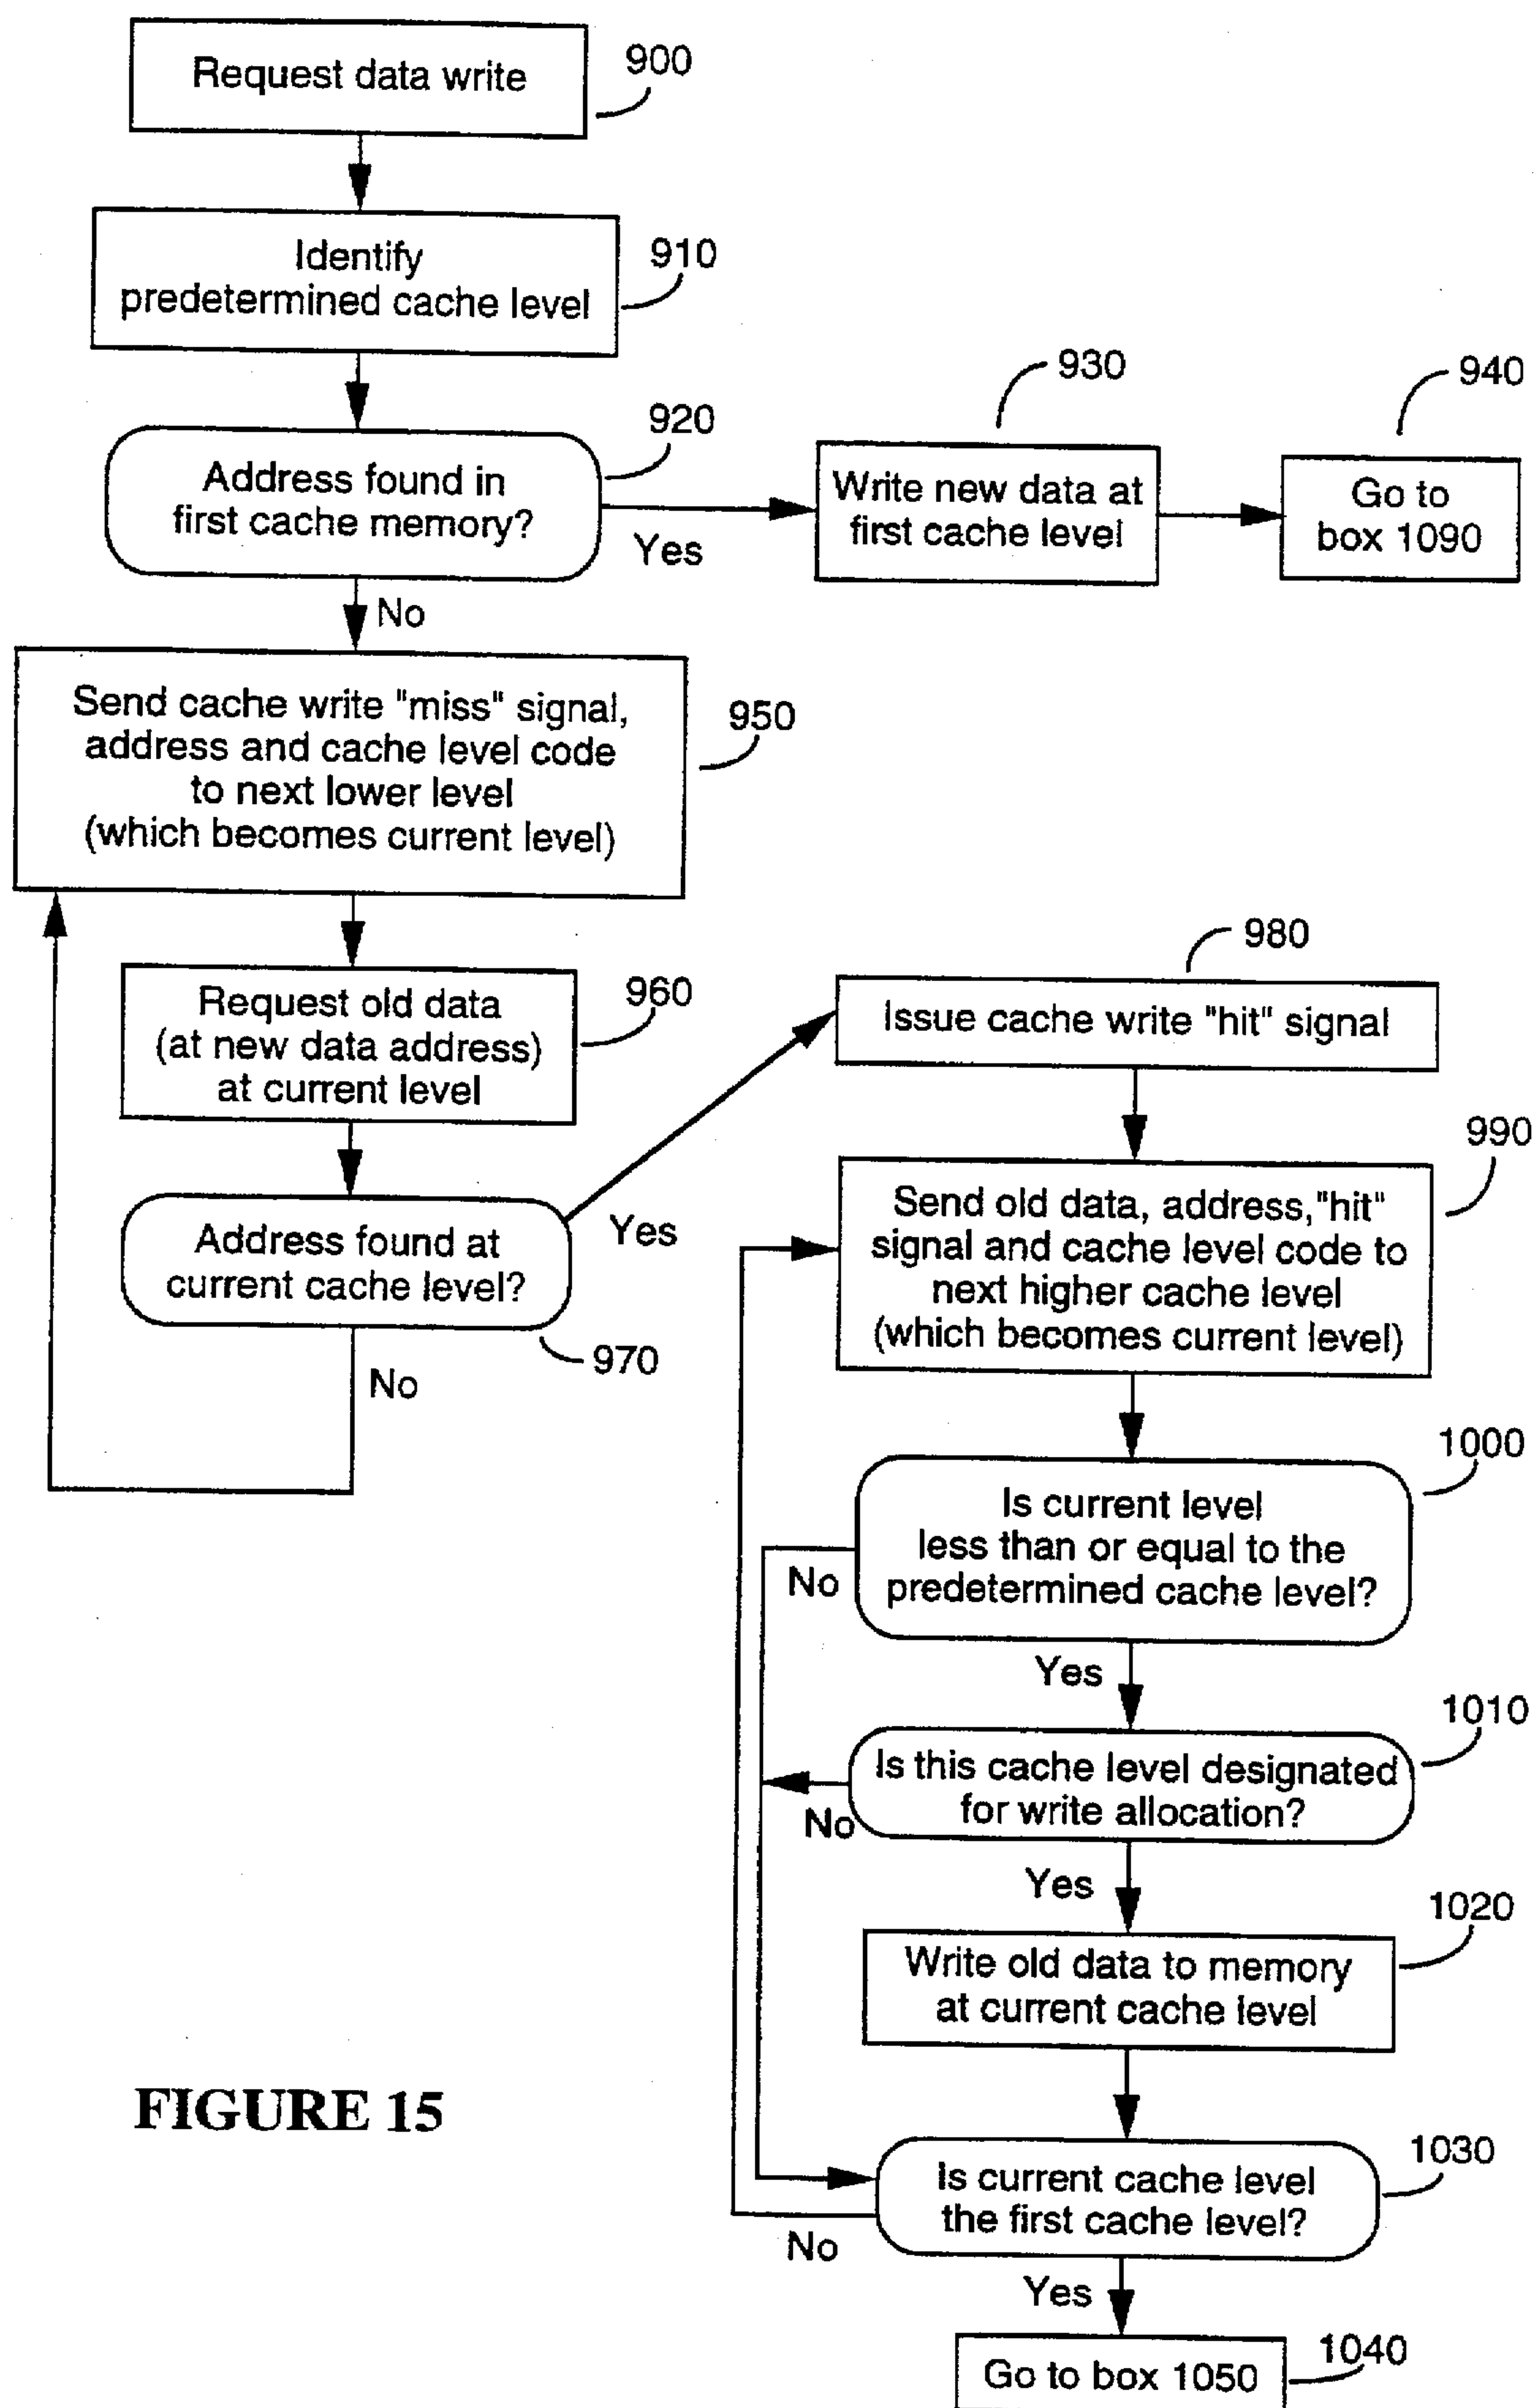 Request data write
900
Identify
predetermined cache level
910
Address found in
first cache memory?
920
Yes
No
930
Write new data at
first cache level
940
Go to
box 1090
Send cache write "miss" signal,
address and cache level code
to next lower level
(which becomes current level)
950
Request old data
(at new data address)
at current level
960
Address found at
current cache level?
970
Yes
No
980
Issue cache write "hit" signal
990
Send old data, address,"hit"
signal and cache level code to
next higher cache level
(which becomes current level)
1000
Is current level
less than or equal to the
predetermined cache level?
No
Yes
1010
Is this cache level designated
for write allocation?
No
Yes
1020
Write old data to memory
at current cache level
1030
Is current cache level
the first cache level?
No
Yes
1040
Go to box 1050
FIGURE 15